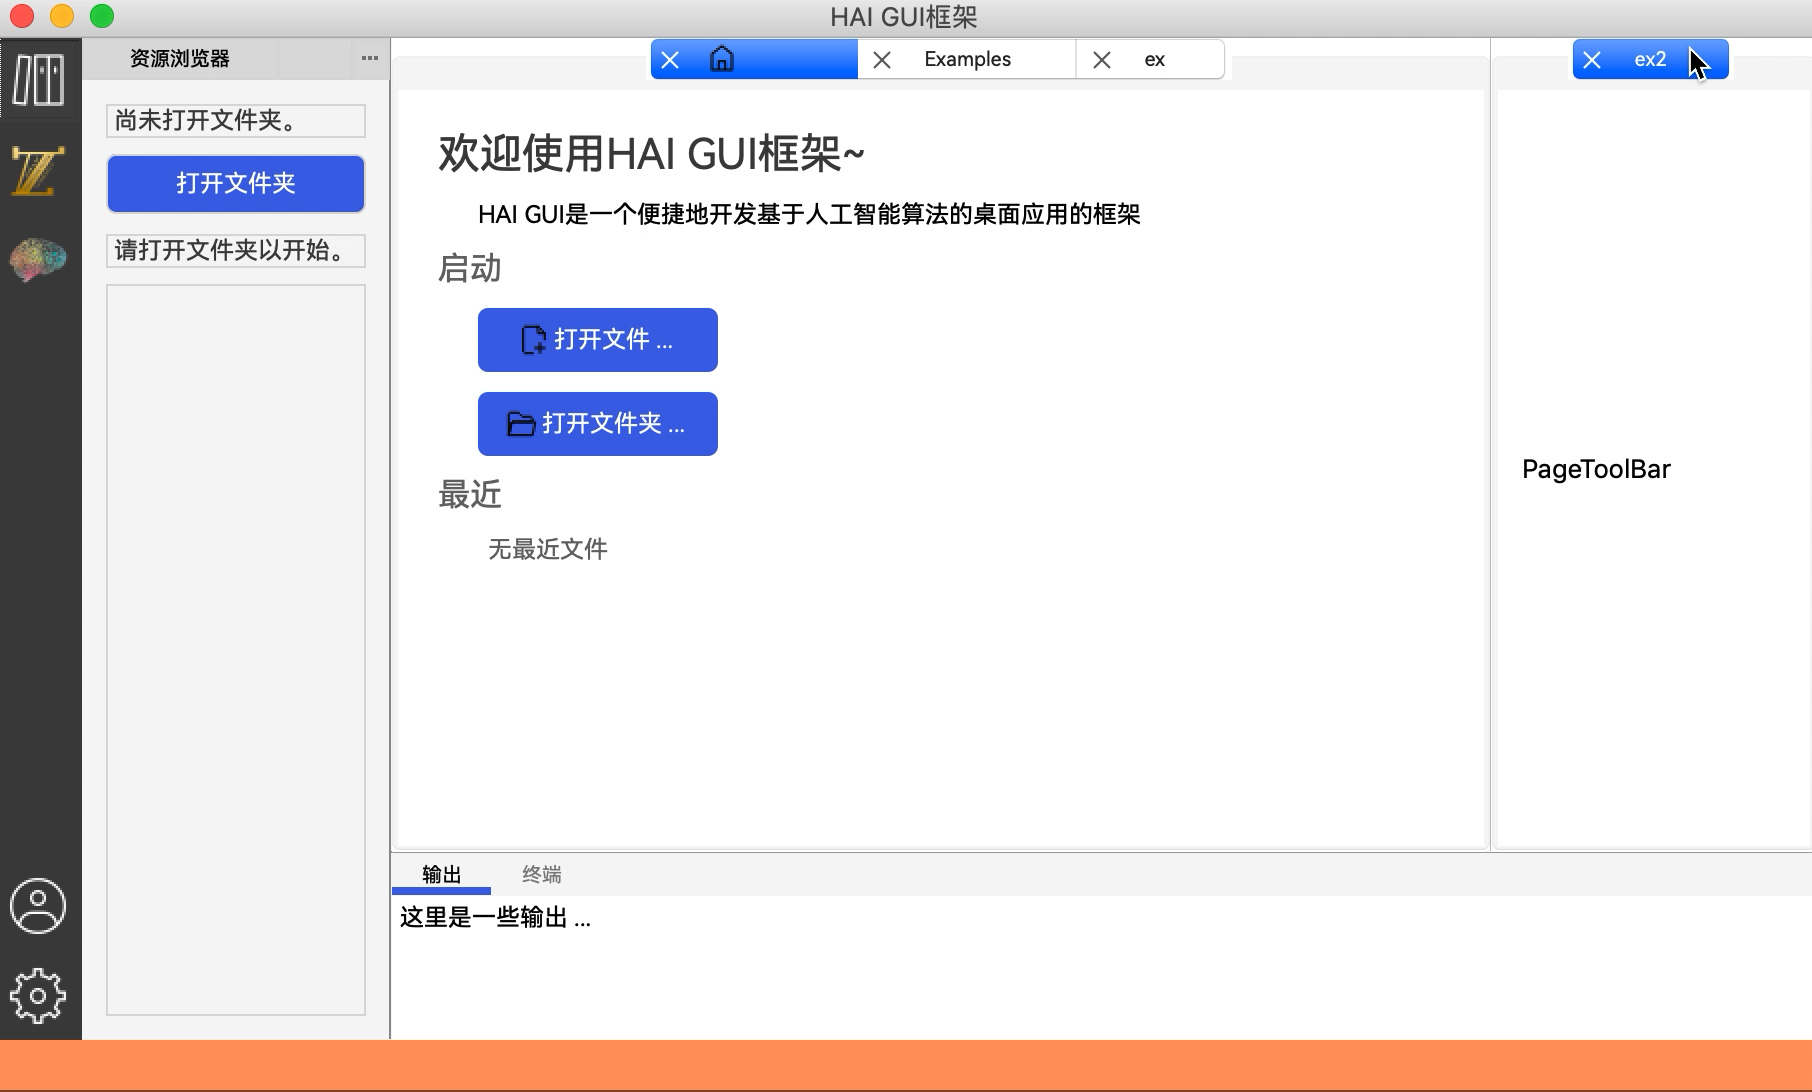 HAI GUI框架
资源浏览器
尚未打开文件夹。
打开文件夹
请打开文件夹以开始。
Examples
ex
ex2
欢迎使用HAI GUI框架~
HAI GUI是一个便捷地开发基于人工智能算法的桌面应用的框架
启动
打开文件 ...
打开文件夹 ...
最近
无最近文件
PageToolBar
输出 终端
这里是一些输出 ...